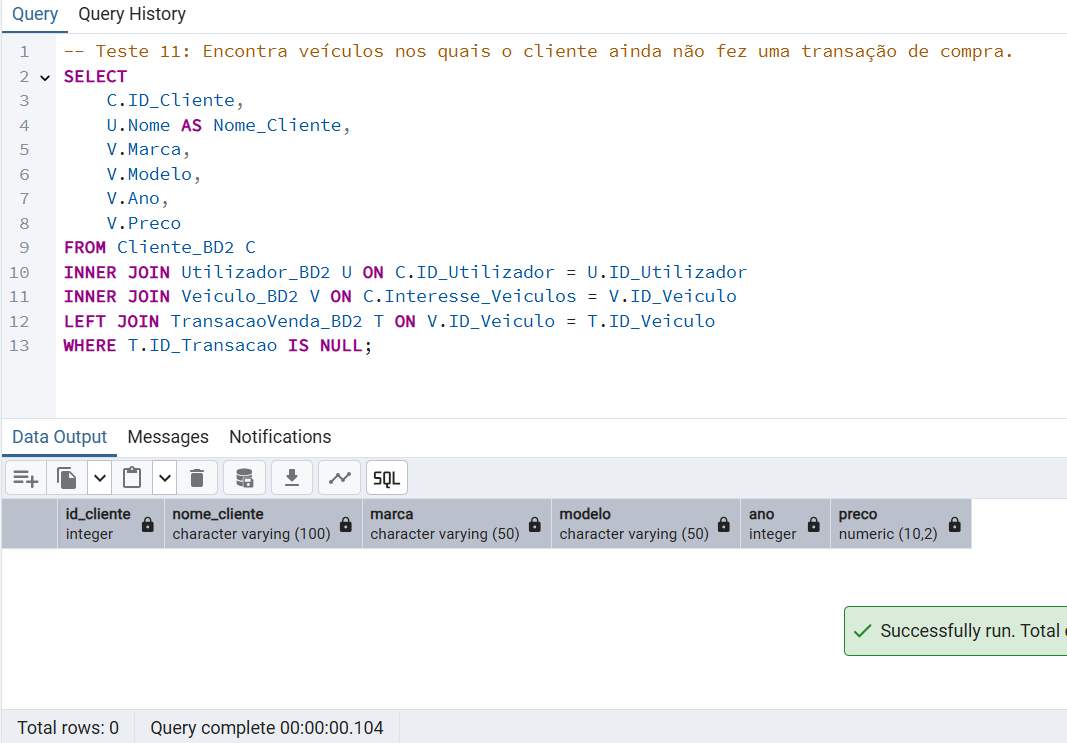 Query Query History
1 -- Teste 11: Encontra veículos nos quais o cliente ainda não fez uma transação de compra.
2 SELECT
3 C.ID_Cliente,
4 U.Nome AS Nome_Cliente,
5 V.Marca,
6 V.Modelo,
7 V.Ano,
8 V.Preco
9 FROM Cliente_BD2 C
10 INNER JOIN Utilizador_BD2 U ON C.ID_Utilizador = U.ID_Utilizador
11 INNER JOIN Veiculo_BD2 V ON C.Interesse_Veiculos = V.ID_Veiculo
12 LEFT JOIN TransacaoVenda_BD2 T ON V.ID_Veiculo = T.ID_Veiculo
13 WHERE T.ID_Transacao IS NULL;
Data Output Messages Notifications
SQL
id_cliente nome_cliente marca modelo ano preco
integer character varying (100) character varying (50) character varying (50) integer numeric (10,2)
Successfully run. Total
Total rows: 0 Query complete 00:00:00.104